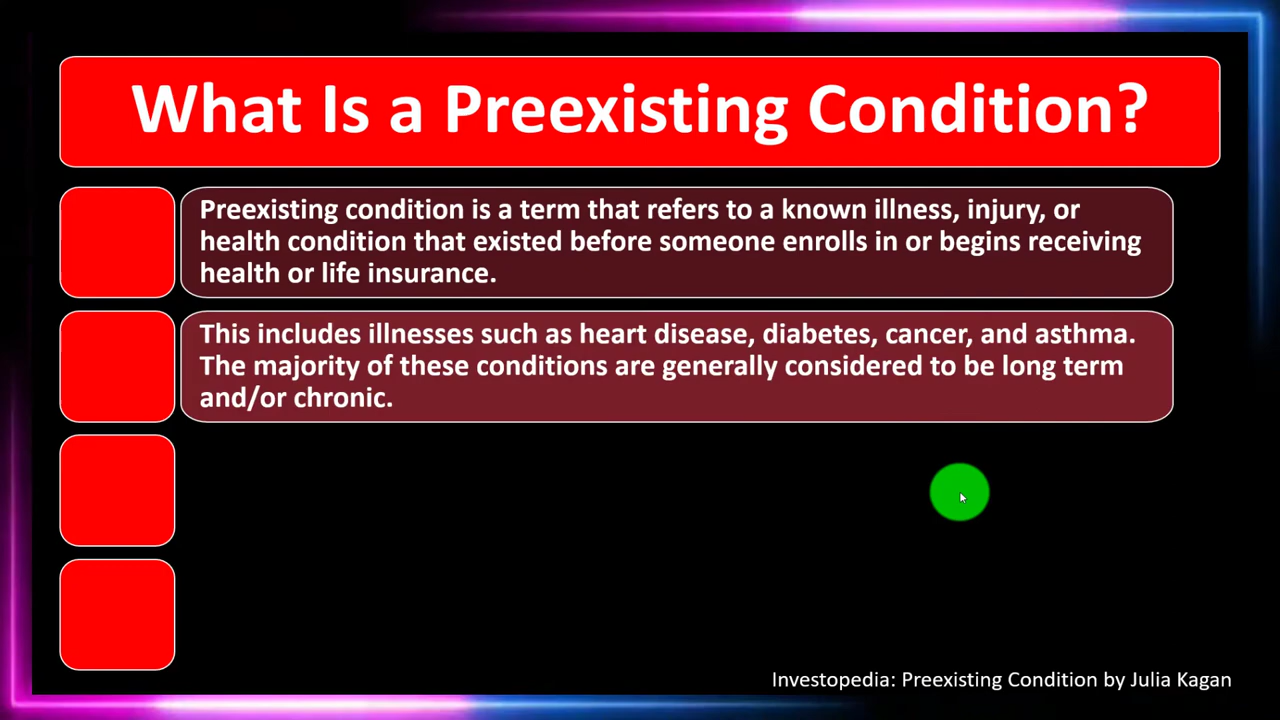 What Is a Preexisting Condition?
Preexisting condition is a term that refers to a known illness, injury, or
health condition that existed before someone enrolls in or begins receiving
health or life insurance.
This includes illnesses such as heart disease, diabetes, cancer, and asthma.
The majority of these conditions are generally considered to be long term
and/or chronic.
Investopedia: Preexisting Condition by Julia Kagan